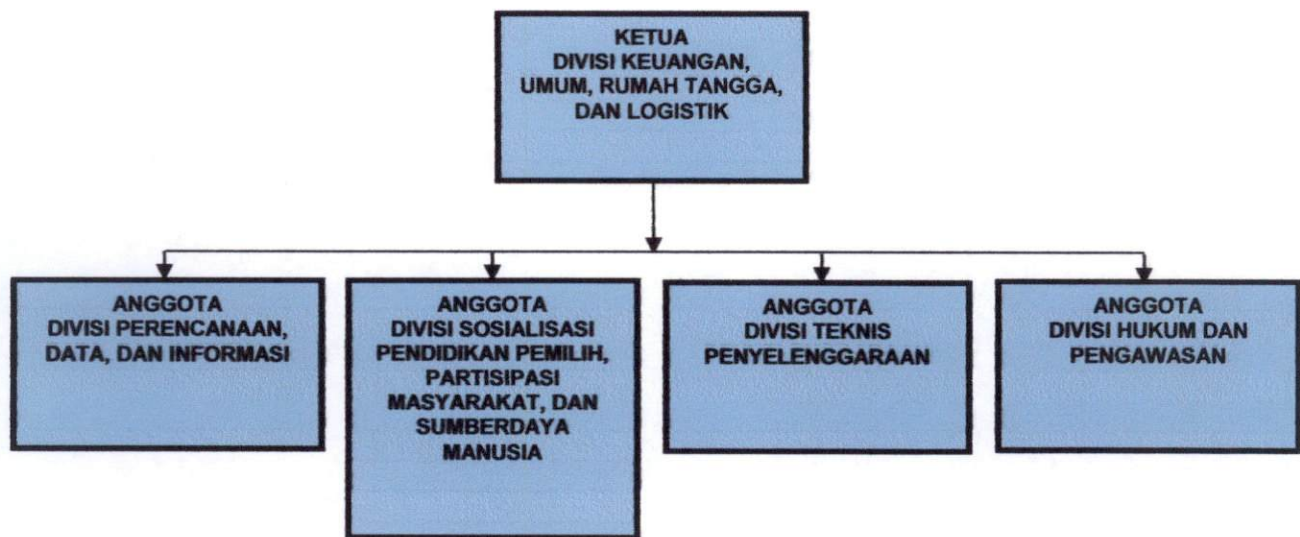 KETUA
DIVISI KEUANGAN,
UMUM, RUMAH TANGGA,
DAN LOGISTIK
ANGGOTA
DIVISI PERENCANAAN,
DATA, DAN INFORMASI
ANGGOTA
DIVISI SOSIALISASI
PENDIDIKAN PEMILIH,
PARTISIPASI
MASYARAKAT, DAN
SUMBERDAYA
MANUSIA
ANGGOTA
DIVISI TEKNIS
PENYELENGGARAAN
ANGGOTA
DIVISI HUKUM DAN
PENGAWASAN